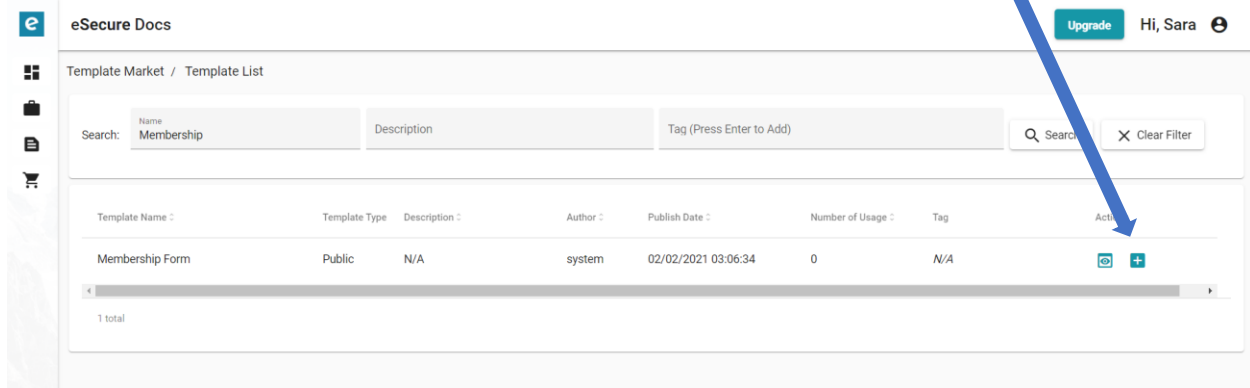 e eSecure Docs Upgrade Hi, Sara
Template Market / Template List
Search: Name Membership Description Tag (Press Enter to Add) Search Clear Filter
Template Name Template Type Description Author Publish Date Number of Usage Tag
Membership Form Public N/A system 02/02/2021 03:06:34 0 N/A
1 total